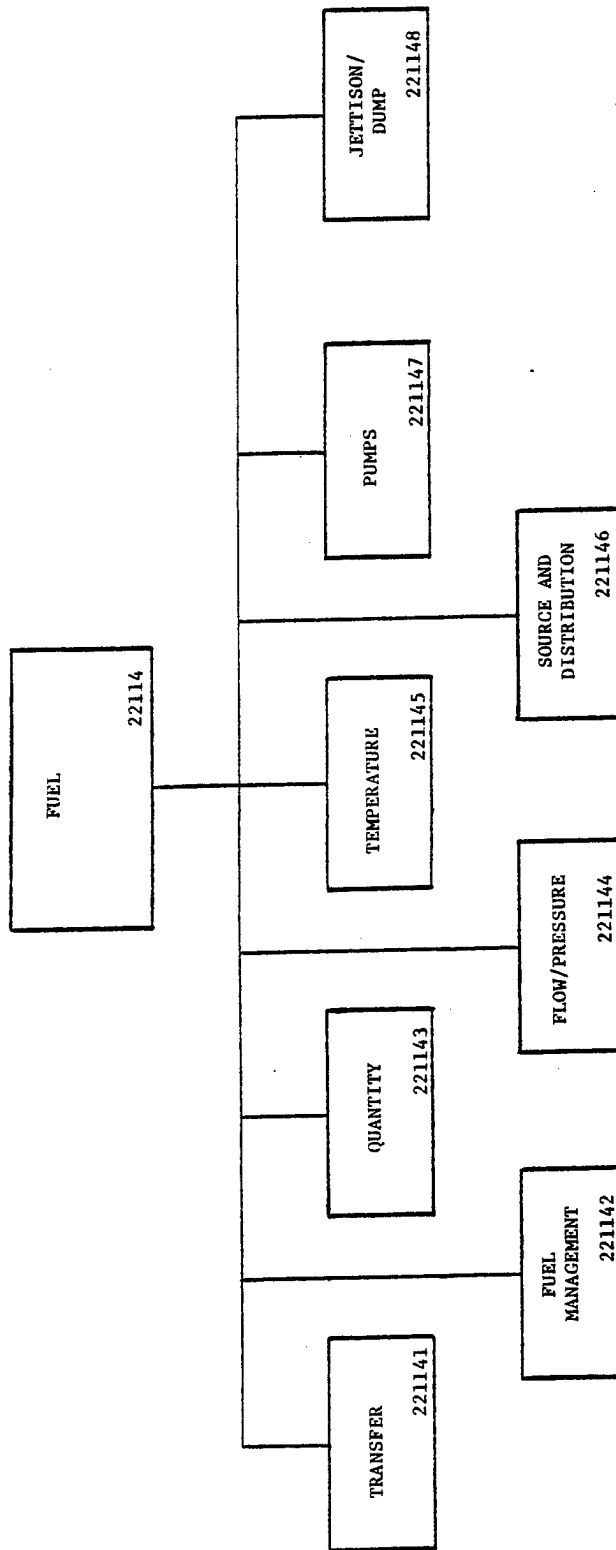 FUEL
22114
TRANSFER
221141
FUEL
MANAGEMENT
221142
QUANTITY
221143
FLOW/PRESSURE
221144
TEMPERATURE
221145
SOURCE AND
DISTRIBUTION
221146
PUMPS
221147
JETTISON/
DUMP
221148